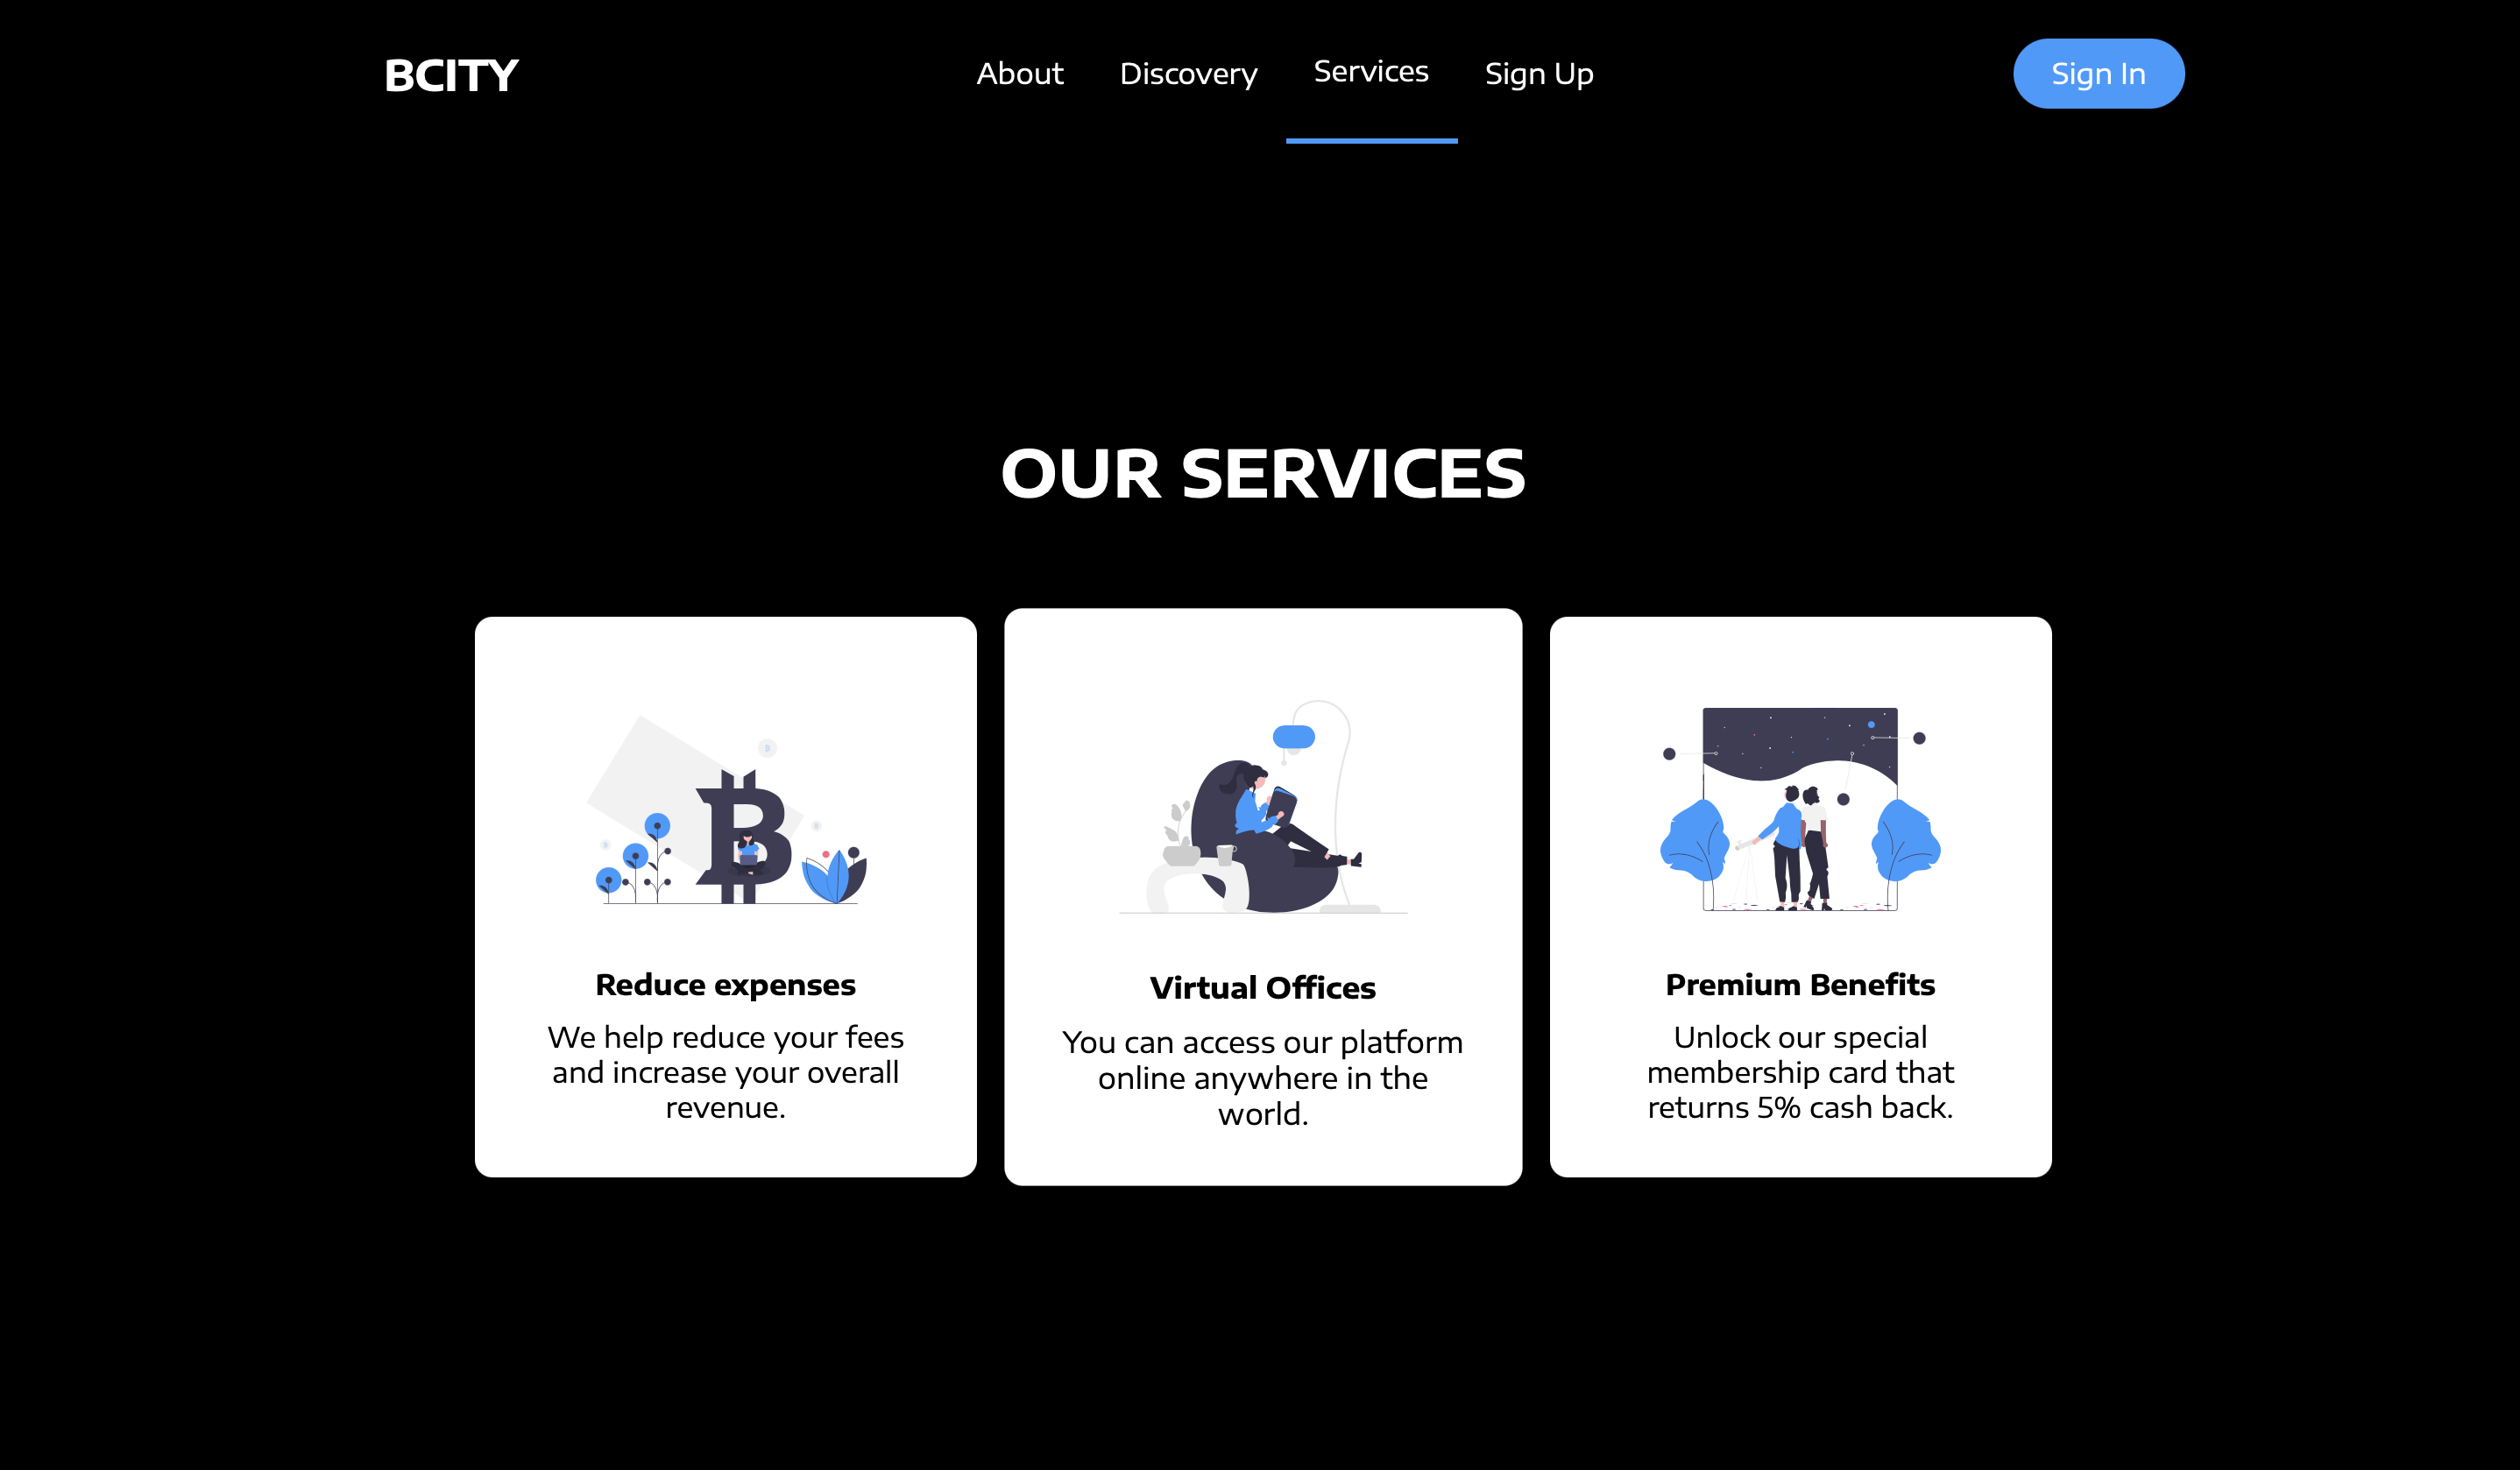 BCITY
About
Discovery
Services
Sign Up
Sign In
OUR SERVICES
Reduce expenses
We help reduce your fees
and increase your overall
revenue.
Virtual Offices
You can access our platform
online anywhere in the
world.
Premium Benefits
Unlock our special
membership card that
returns 5% cash back.